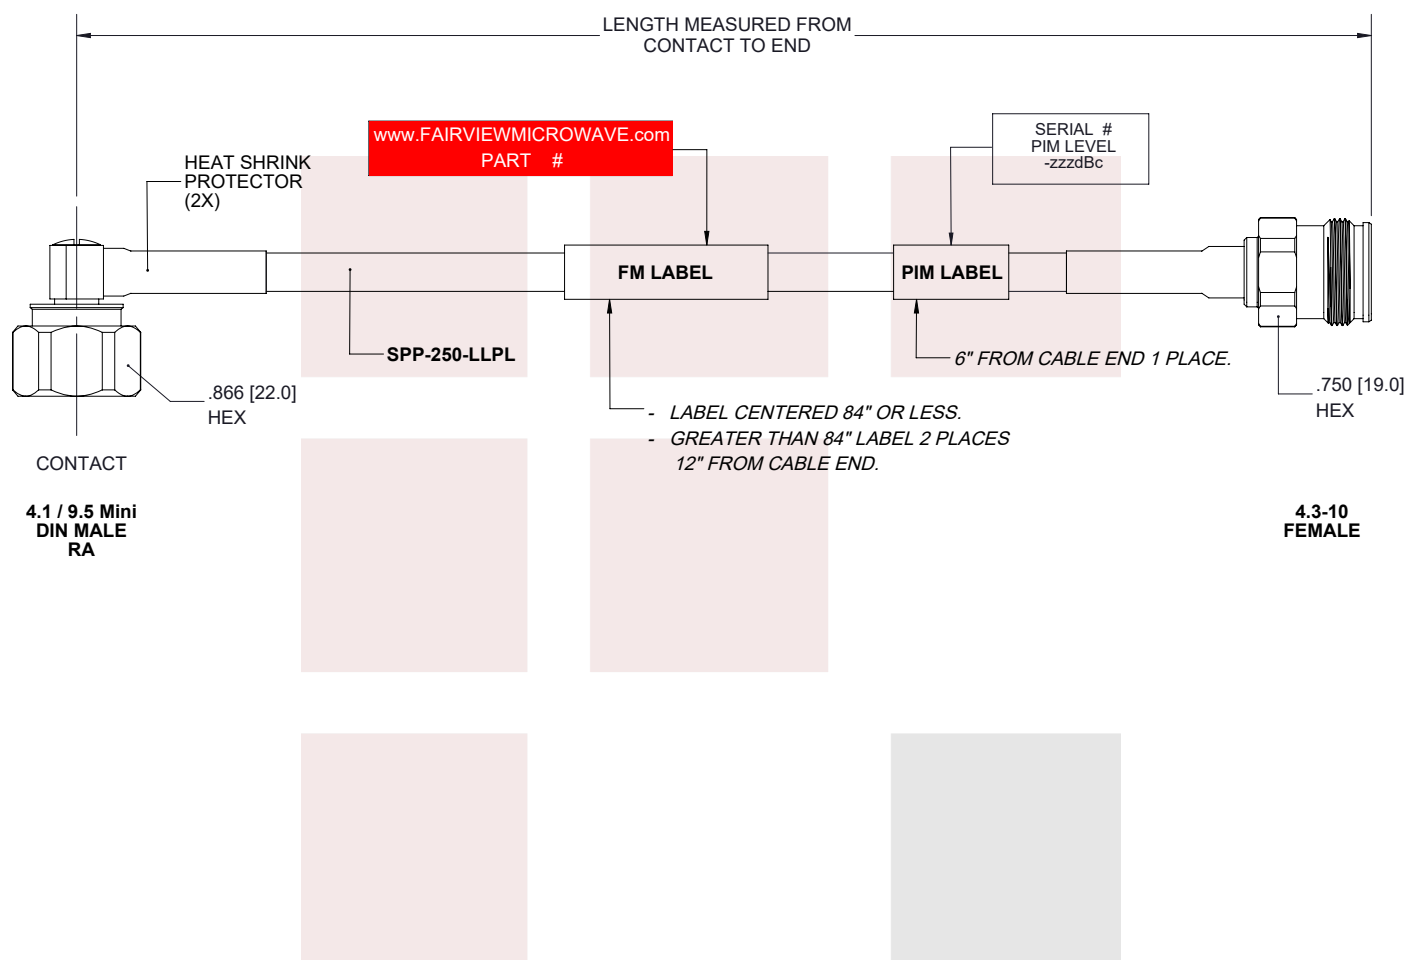 LENGTH MEASURED FROM
CONTACT TO END
www.FAIRVIEWMICROWAVE.com
PART #
SERIAL #
PIM LEVEL
-zzzdBc
HEAT SHRINK
PROTECTOR
(2X)
FM LABEL
PIM LABEL
SPP-250-LLPL
6" FROM CABLE END 1 PLACE.
.866 [22.0]
HEX
.750 [19.0]
HEX
- LABEL CENTERED 84" OR LESS.
- GREATER THAN 84" LABEL 2 PLACES
12" FROM CABLE END.
CONTACT
4.1 / 9.5 Mini
DIN MALE
RA
4.3-10
FEMALE